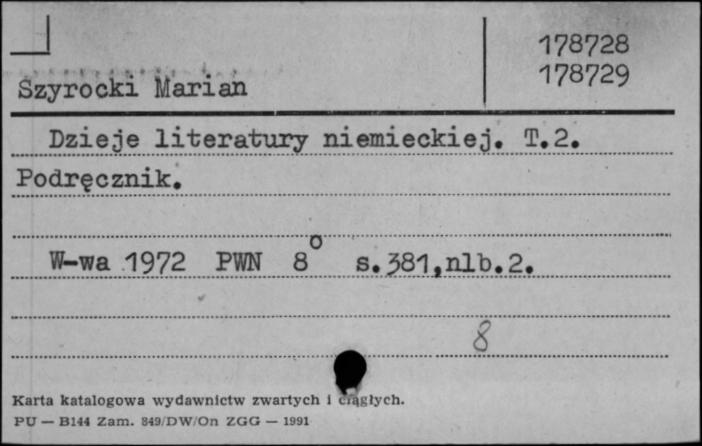 178728
178729
Szyrocki Marian
Dzieje literatury niemieckiej. T.2.
Podręcznik.
W-wa 1972 PWN 8° s.381,nlb.2.
8
Karta katalogowa wydawnictw zwartych i ciągłych.
PU — B144 Zam. 849/DW/On ZGG — 1991